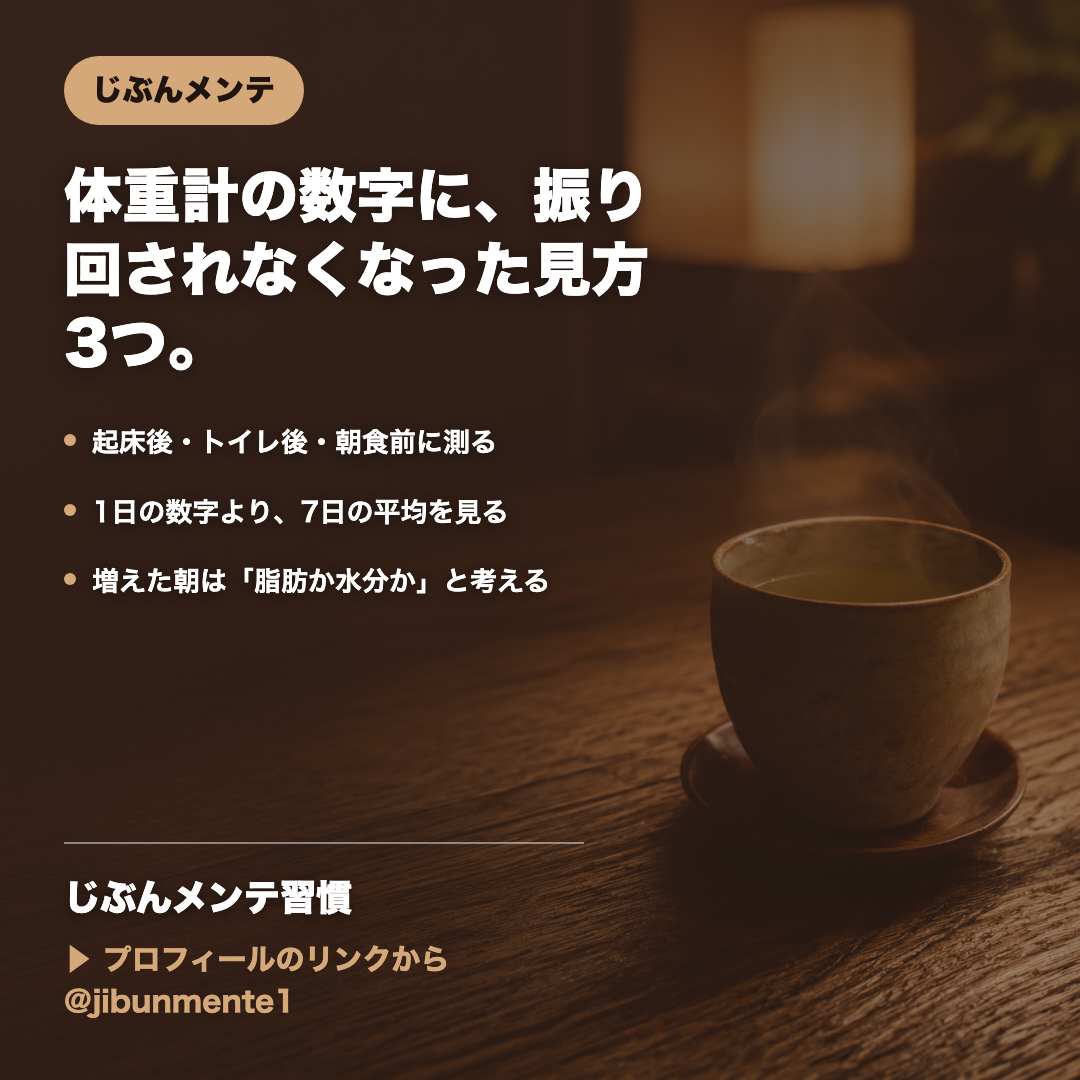 じぶんメンテ
体重計の数字に、振り
回されなくなった見方
3つ。
• 起床後・トイレ後・朝食前に測る
• 1日の数字より、7日の平均を見る
• 増えた朝は「脂肪か水分か」と考える
じぶんメンテ習慣
▶ プロフィールのリンクから
@jibunmente1